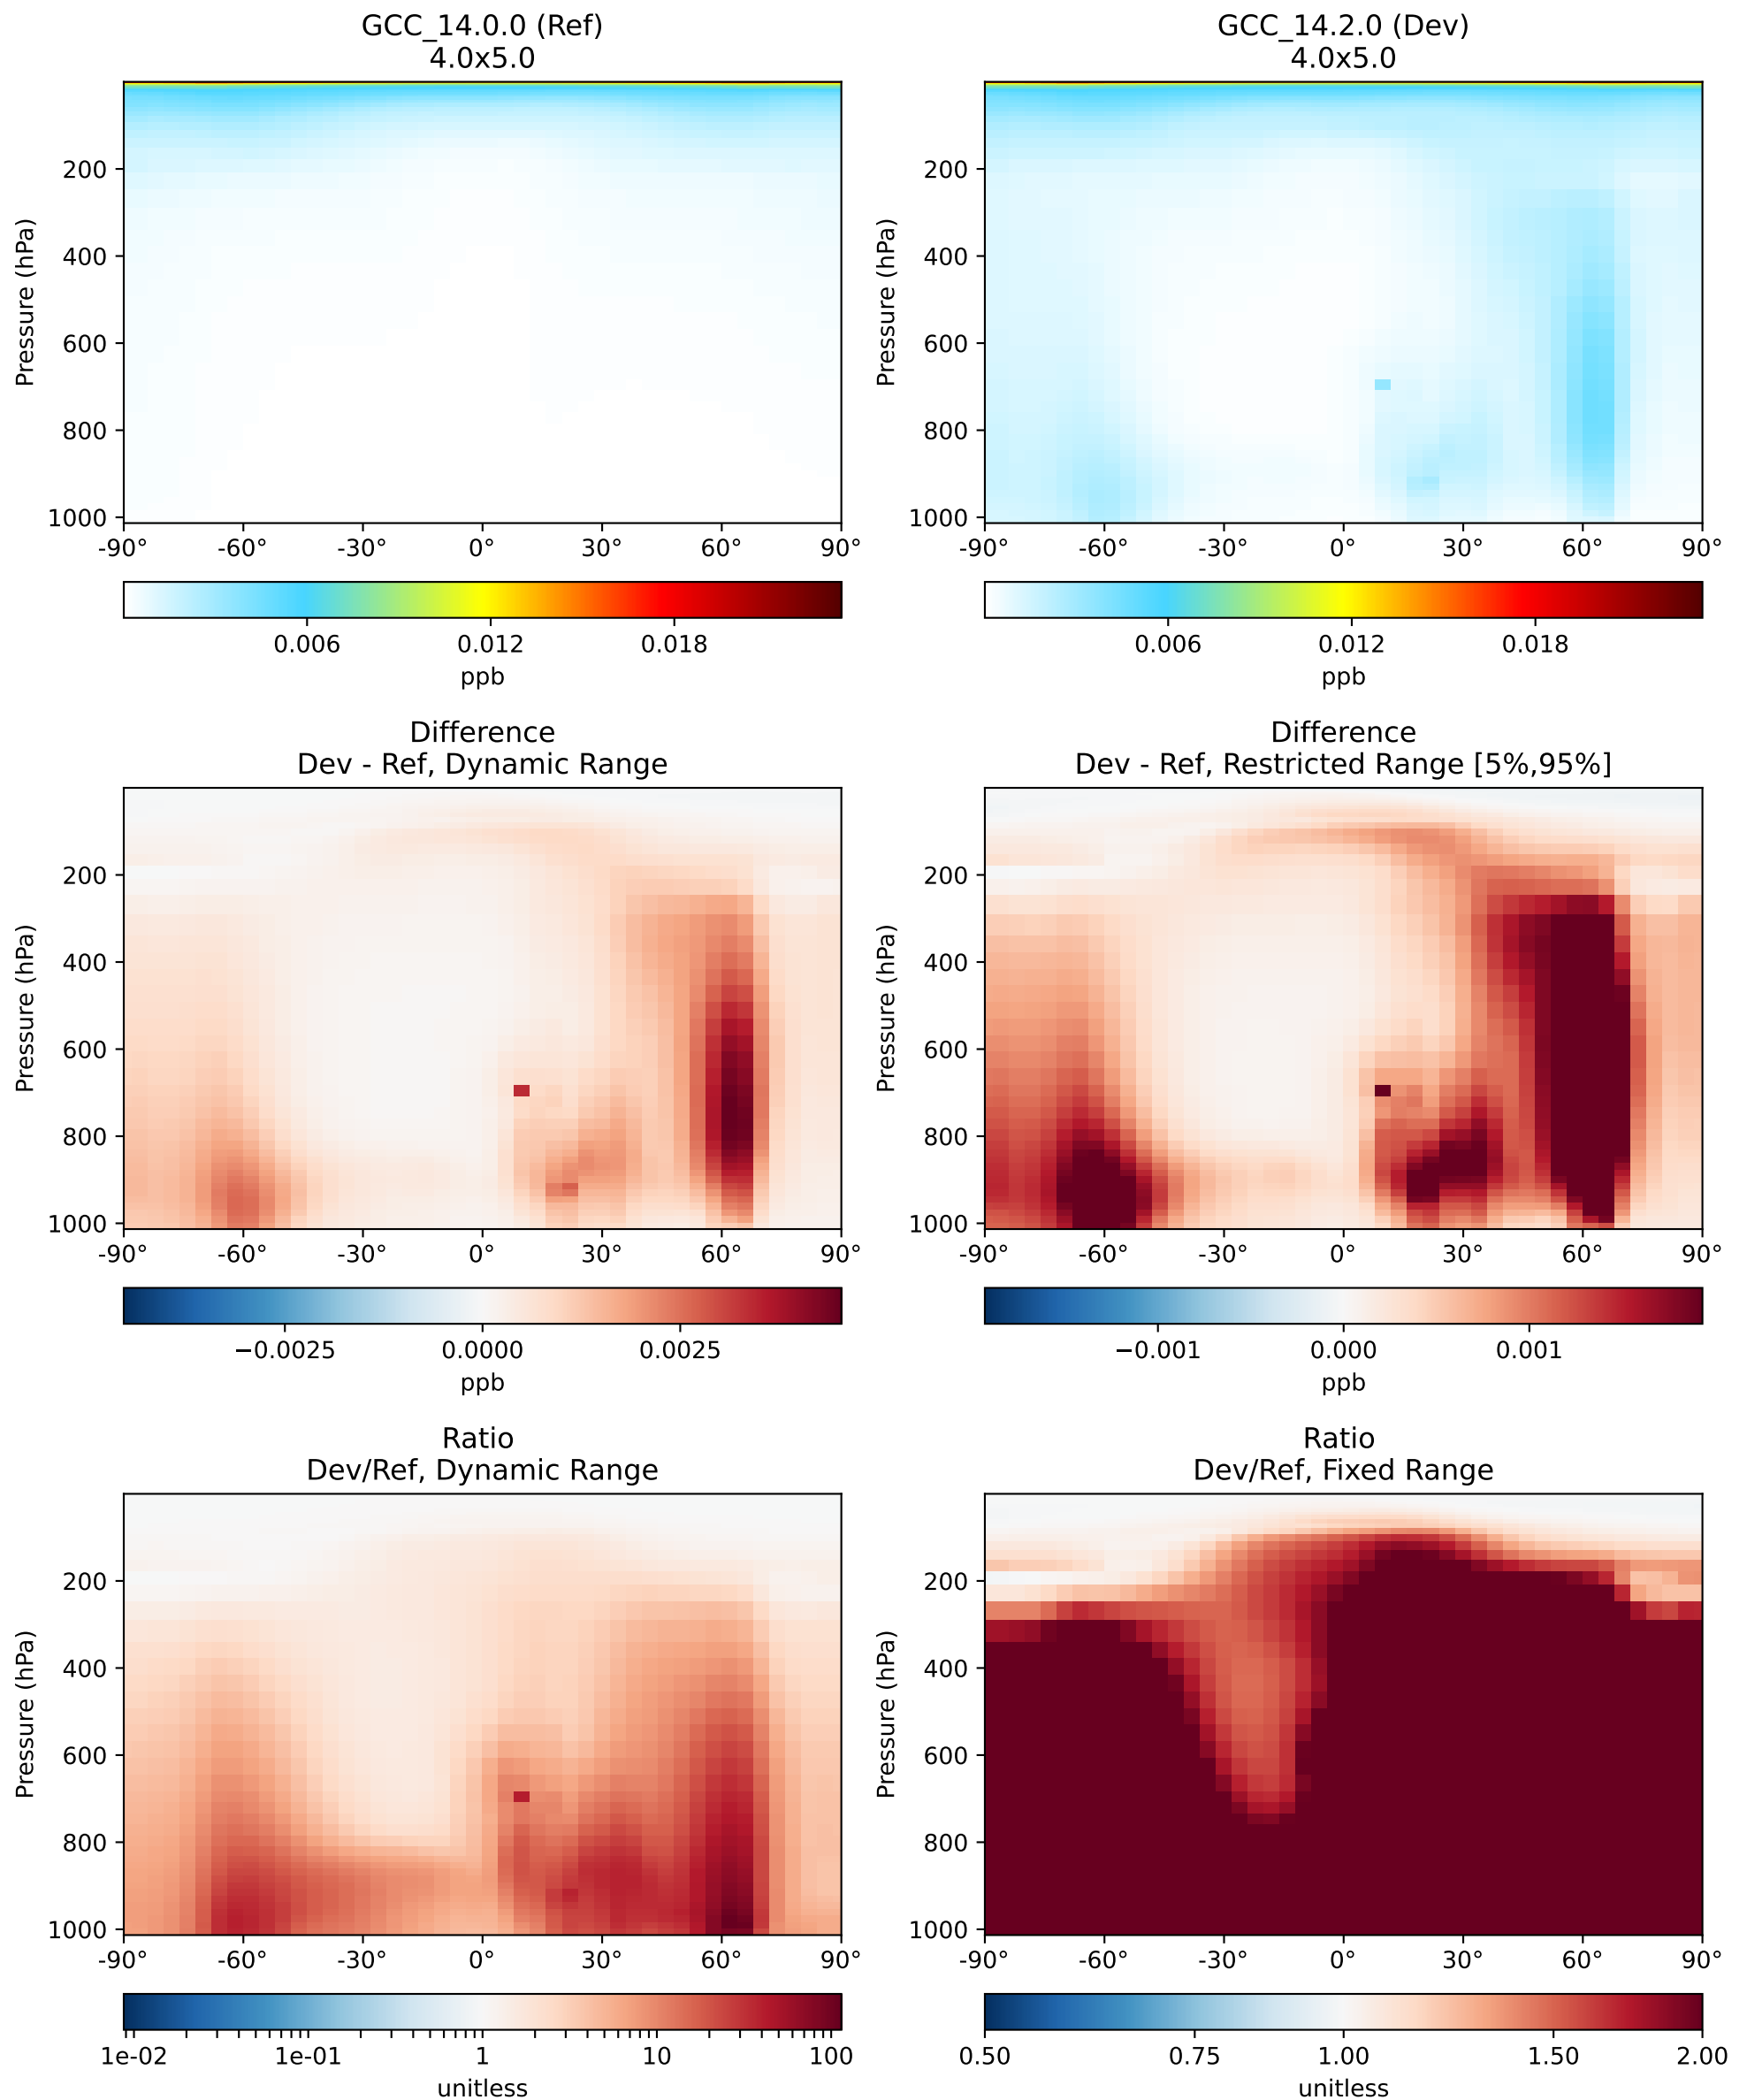 GCC_14.0.0 (Ref)
4.0x5.0
Pressure (hPa)
200
400
600
800
1000
-90° -60° -30° 0° 30° 60° 90°
0.006 0.012 0.018
ppb
GCC_14.2.0 (Dev)
4.0x5.0
Pressure (hPa)
200
400
600
800
1000
-90° -60° -30° 0° 30° 60° 90°
0.006 0.012 0.018
ppb
Difference
Dev - Ref, Dynamic Range
Pressure (hPa)
200
400
600
800
1000
-90° -60° -30° 0° 30° 60° 90°
−0.0025 0.0000 0.0025
ppb
Difference
Dev - Ref, Restricted Range [5%,95%]
Pressure (hPa)
200
400
600
800
1000
-90° -60° -30° 0° 30° 60° 90°
−0.001 0.000 0.001
ppb
Ratio
Dev/Ref, Dynamic Range
Pressure (hPa)
200
400
600
800
1000
-90° -60° -30° 0° 30° 60° 90°
1e-02 1e-01 1 10 100
unitless
Ratio
Dev/Ref, Fixed Range
Pressure (hPa)
200
400
600
800
1000
-90° -60° -30° 0° 30° 60° 90°
0.50 0.75 1.00 1.50 2.00
unitless